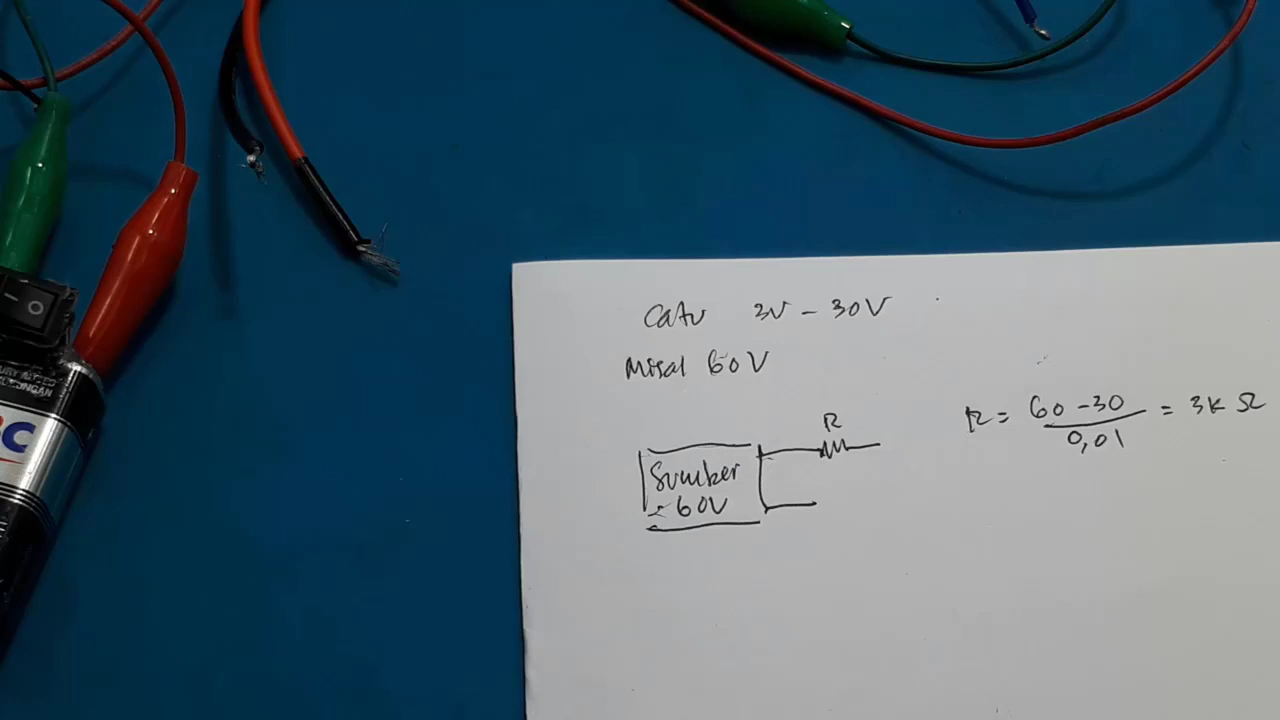 Catu 3V - 30V
Misal 60V
R
R = 60 - 30 / 0,01 = 3K Ω
Sumber
60V